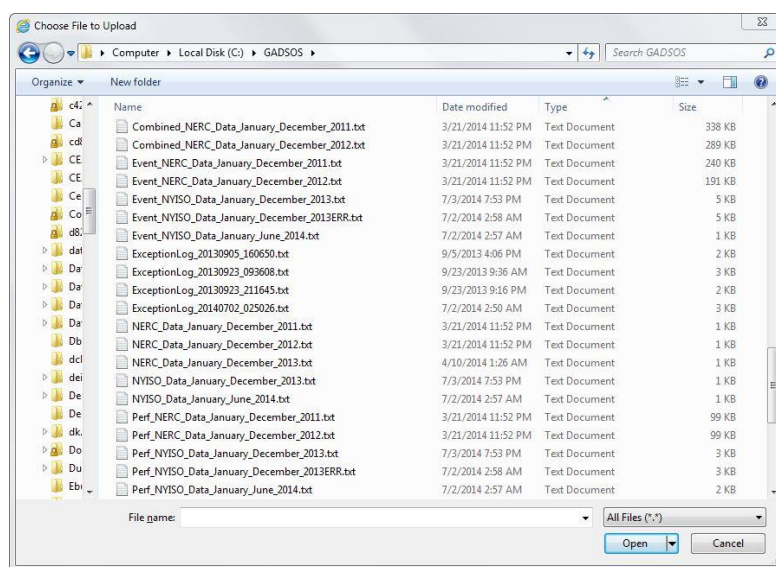 Choose File to Upload
Computer Local Disk (C:) GADSOS
Search GADSOS
Organize New folder
Name Date modified Type Size
Combined_NERC_Data_January_December_2011.txt 3/21/2014 11:52 PM Text Document 338 KB
Combined_NERC_Data_January_December_2012.txt 3/21/2014 11:52 PM Text Document 289 KB
Event_NERC_Data_January_December_2011.txt 3/21/2014 11:52 PM Text Document 240 KB
Event_NERC_Data_January_December_2012.txt 3/21/2014 11:52 PM Text Document 191 KB
Event_NYISO_Data_January_December_2013.txt 7/3/2014 7:53 PM Text Document 5 KB
Event_NYISO_Data_January_December_2013ERR.txt 7/2/2014 2:58 AM Text Document 5 KB
Event_NYISO_Data_January_June_2014.txt 7/2/2014 2:57 AM Text Document 1 KB
ExceptionLog_20130905_160650.txt 9/5/2013 4:06 PM Text Document 2 KB
ExceptionLog_20130923_093608.txt 9/23/2013 9:36 AM Text Document 3 KB
ExceptionLog_20130923_211645.txt 9/23/2013 9:16 PM Text Document 2 KB
ExceptionLog_20140702_025026.txt 7/2/2014 2:50 AM Text Document 3 KB
NERC_Data_January_December_2011.txt 3/21/2014 11:52 PM Text Document 1 KB
NERC_Data_January_December_2012.txt 3/21/2014 11:52 PM Text Document 1 KB
NERC_Data_January_December_2013.txt 4/10/2014 1:26 AM Text Document 1 KB
NYISO_Data_January_December_2013.txt 7/3/2014 7:53 PM Text Document 1 KB
NYISO_Data_January_June_2014.txt 7/2/2014 2:57 AM Text Document 1 KB
Perf_NERC_Data_January_December_2011.txt 3/21/2014 11:52 PM Text Document 99 KB
Perf_NERC_Data_January_December_2012.txt 3/21/2014 11:52 PM Text Document 99 KB
Perf_NYISO_Data_January_December_2013.txt 7/3/2014 7:53 PM Text Document 3 KB
Perf_NYISO_Data_January_December_2013ERR.txt 7/2/2014 2:58 AM Text Document 3 KB
Perf_NYISO_Data_January_June_2014.txt 7/2/2014 2:57 AM Text Document 2 KB
File name:
All Files (*.*)
Open Cancel